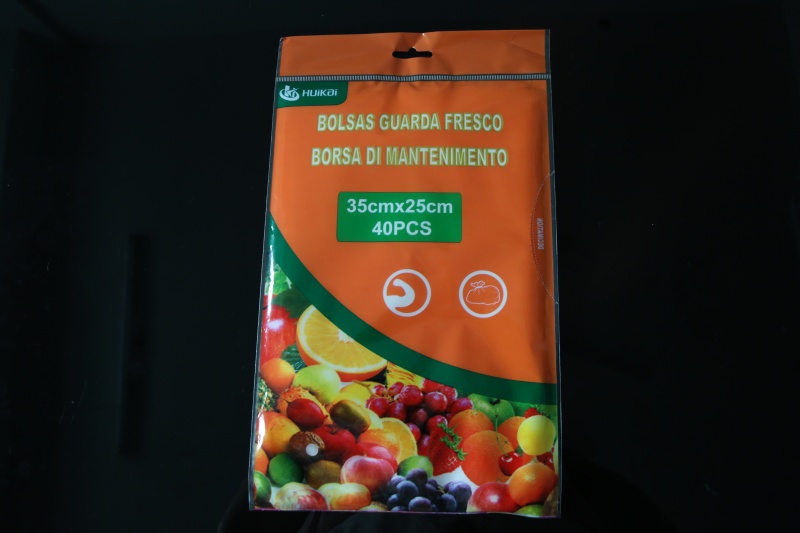 HUIKAI
BOLSAS GUARDA FRESCO
BORSA DI MANTENIMENTO
35cmx25cm
40PCS